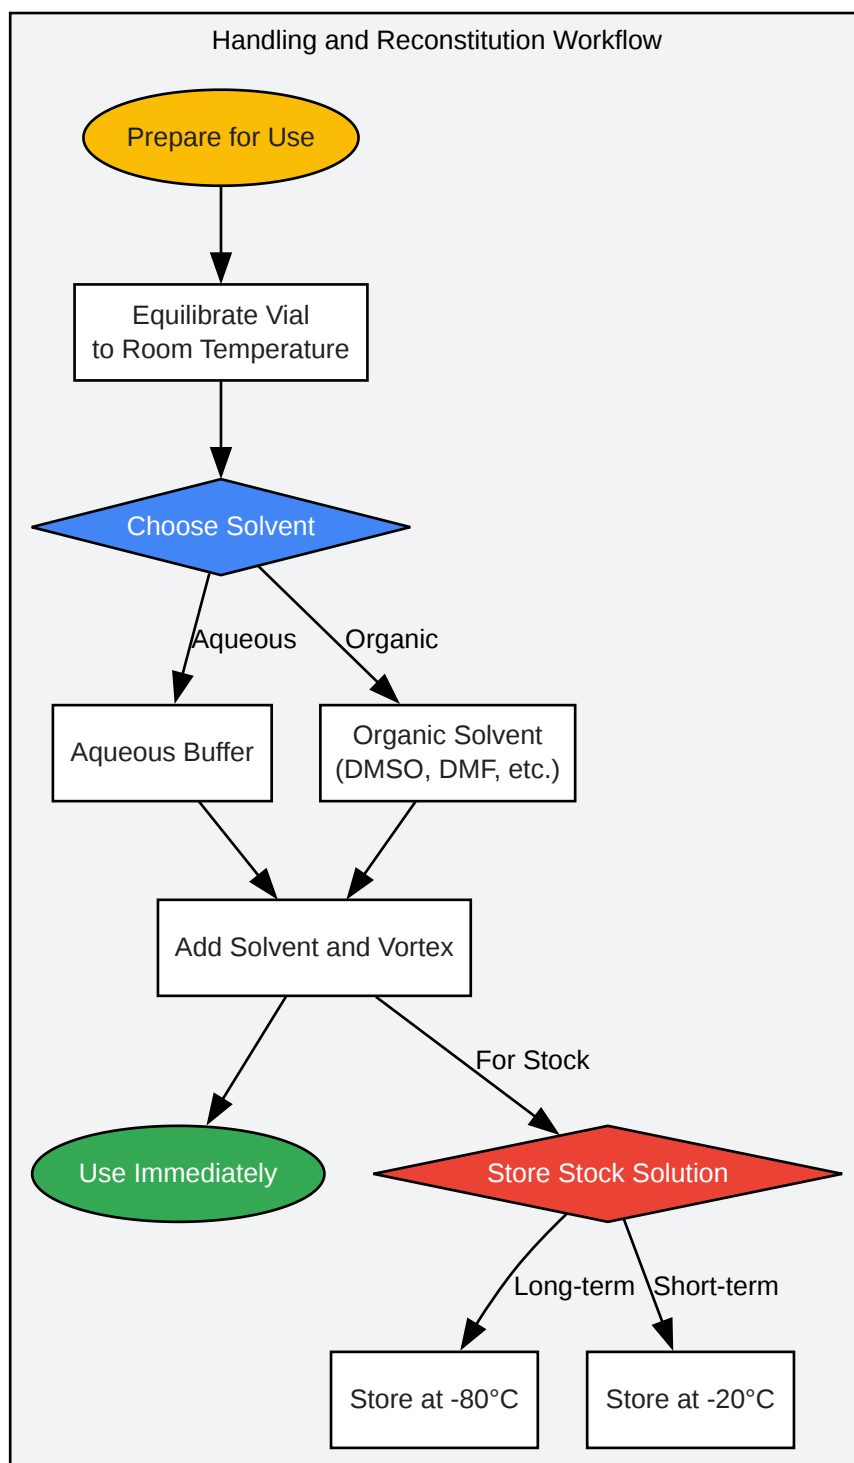 Handling and Reconstitution Workflow
Prepare for Use
Equilibrate Vial
to Room Temperature
Choose Solvent
Aqueous
Organic
Aqueous Buffer
Organic Solvent
(DMSO, DMF, etc.)
Add Solvent and Vortex
For Stock
Use Immediately
Store Stock Solution
Long-term
Short-term
Store at -80°C
Store at -20°C